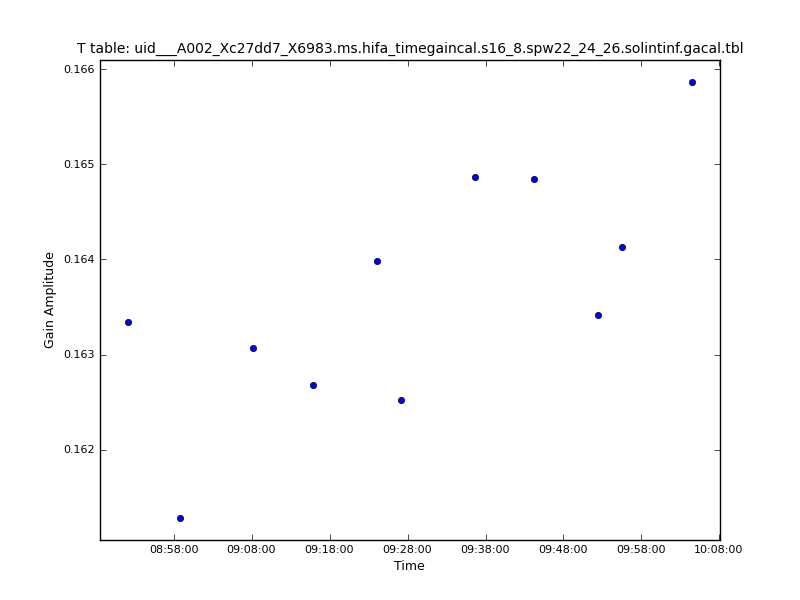 T table: uid___A002_Xc27dd7_X6983.ms.hifa_timegaincal.s16_8.spw22_24_26.solintinf.gacal.tbl
0.166
0.165
0.164
0.163
0.162
Gain Amplitude
08:58:00 09:08:00 09:18:00 09:28:00 09:38:00 09:48:00 09:58:00 10:08:00
Time